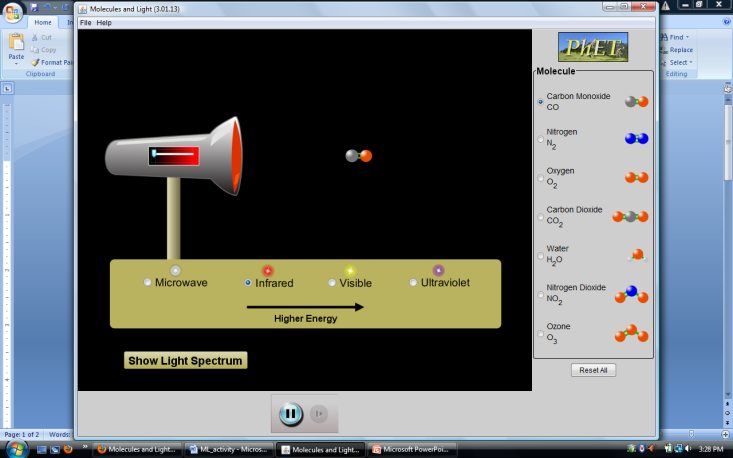 Home
Cut
Copy
Paste
Format Pai
Clipboard
Molecules and Light (3.01.13)
File Help
PhET
Molecule
Carbon Monoxide
CO
Nitrogen
N2
Oxygen
O2
Carbon Dioxide
CO2
Water
H2O
Nitrogen Dioxide
NO2
Ozone
O3
Reset All
Microwave
Infrared
Visible
Ultraviolet
Higher Energy
Show Light Spectrum
Find
Replace
Select
Editing
Page: 1 of 2
Words:
Molecules and Light...
ML_activity - Micros...
Molecules and Light...
Microsoft PowerPoi...
3:28 PM